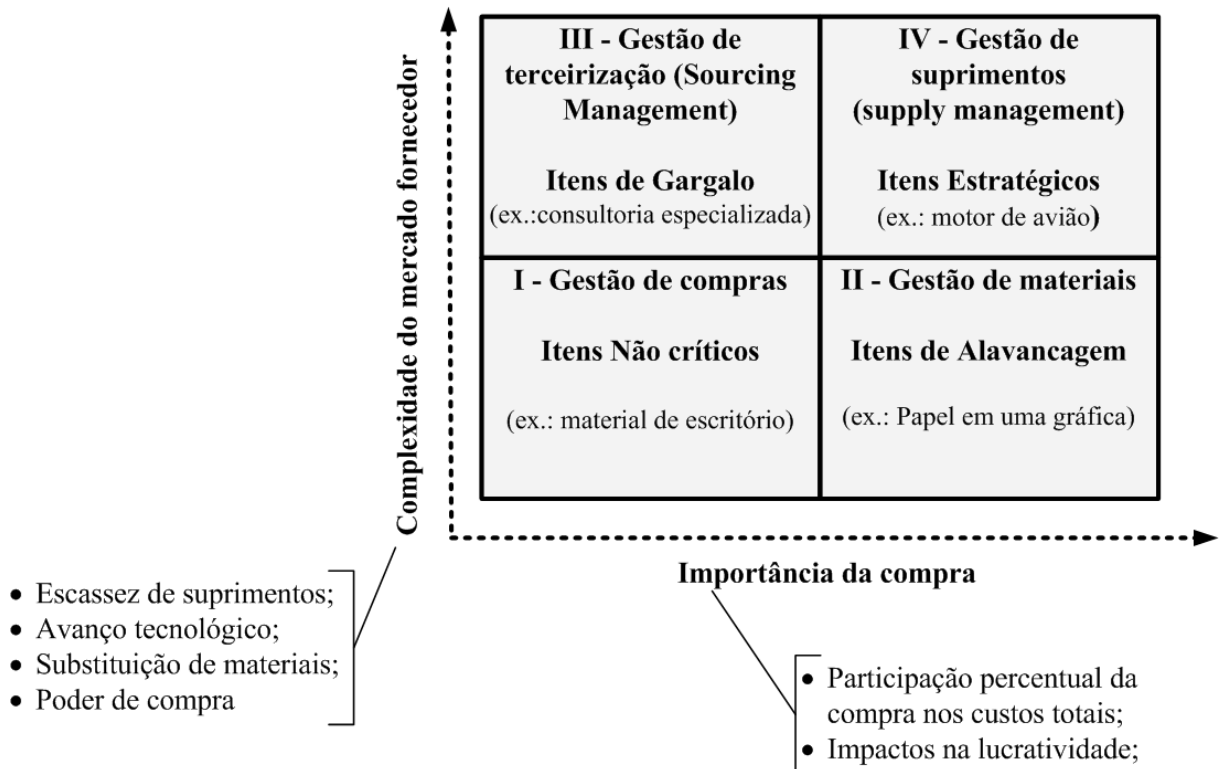 III - Gestão de
terceirização (Sourcing
Management)
Itens de Gargalo
(ex.:consultoria especializada)
IV - Gestão de
suprimentos
(supply management)
Itens Estratégicos
(ex.: motor de avião)
I - Gestão de compras
Itens Não críticos
(ex.: material de escritório)
II - Gestão de materiais
Itens de Alavancagem
(ex.: Papel em uma gráfica)
Complexidade do mercado fornecedor
Importância da compra
• Escassez de suprimentos;
• Avanço tecnológico;
• Substituição de materiais;
• Poder de compra
• Participação percentual da
compra nos custos totais;
• Impactos na lucratividade;